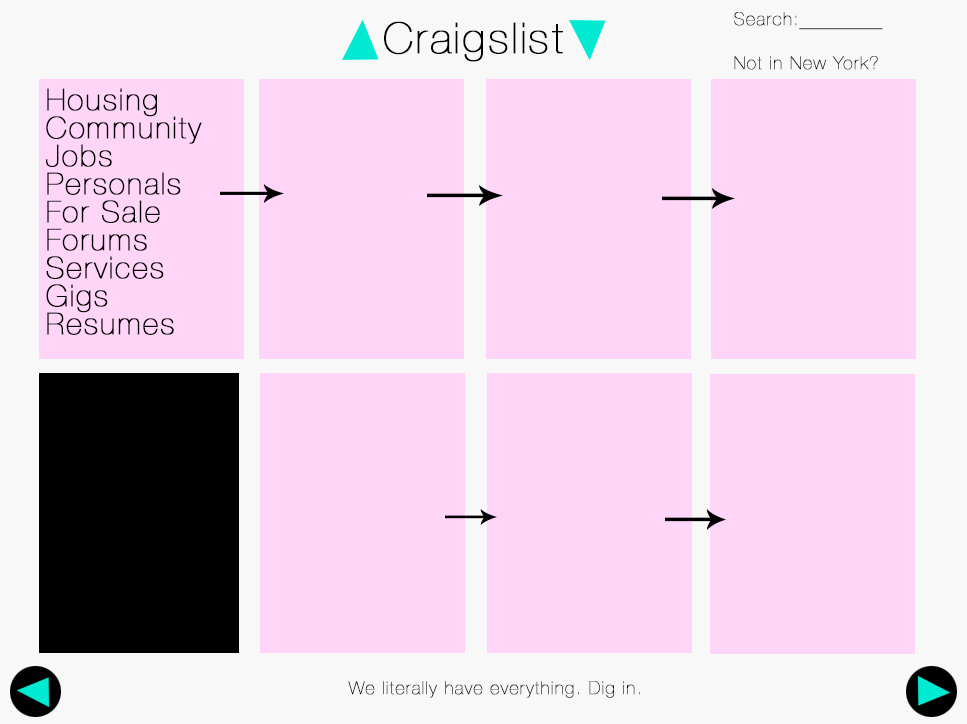 Craigslist
Search:________
Not in New York?
Housing
Community
Jobs
Personals
For Sale
Forums
Services
Gigs
Resumes
We literally have everything. Dig in.